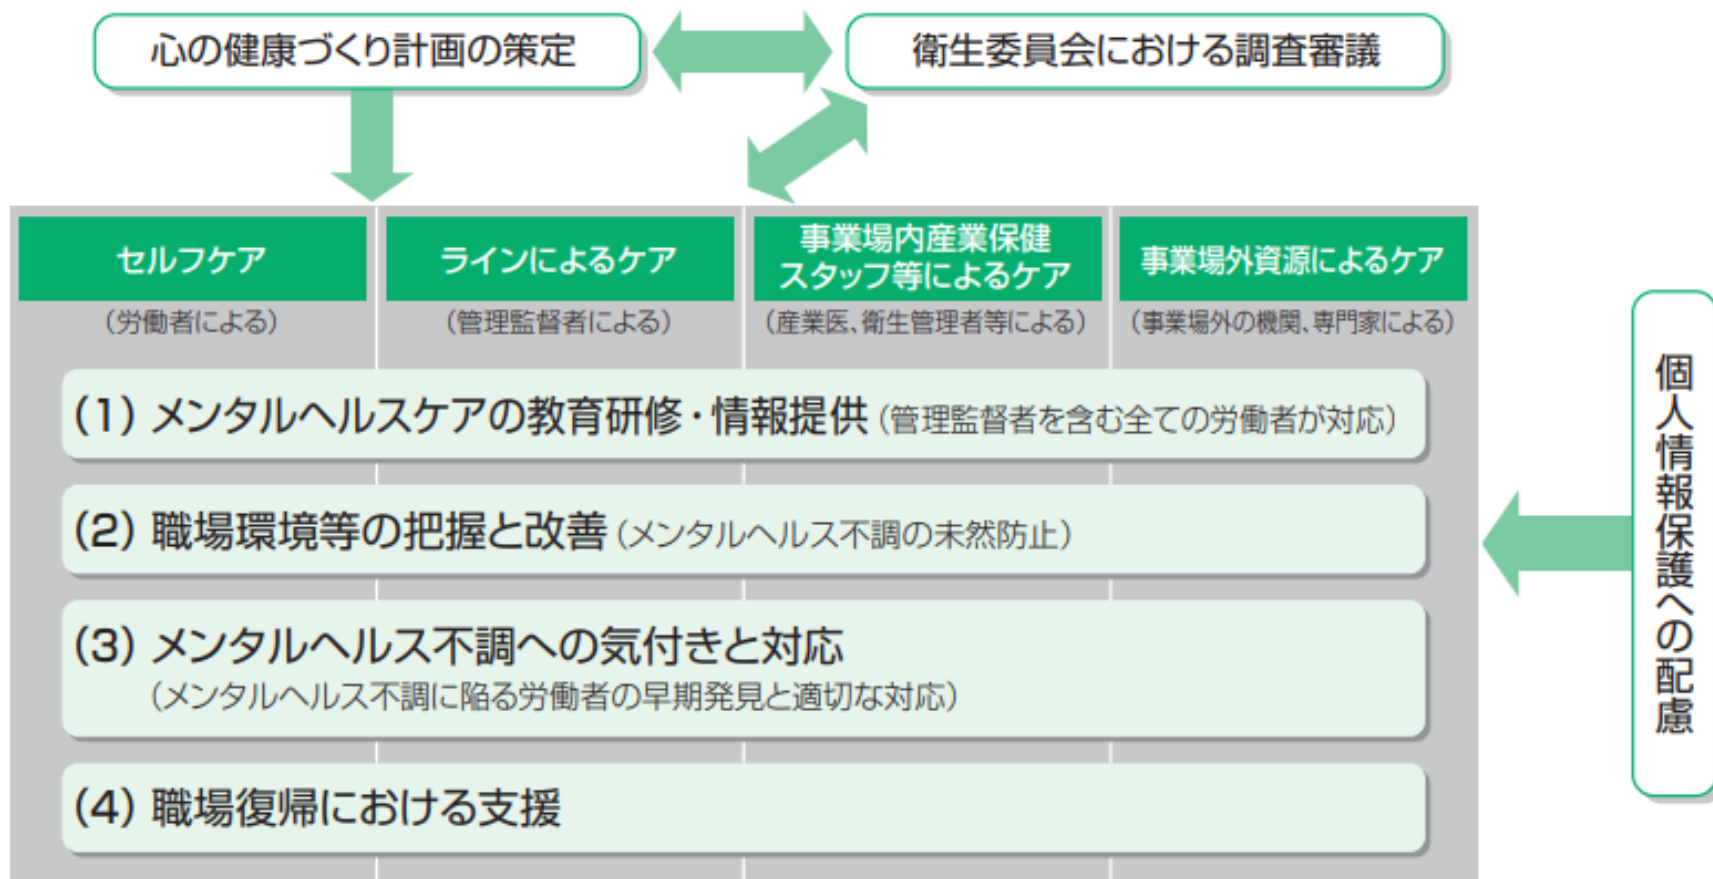 心の健康づくり計画の策定
衛生委員会における調査審議
セルフケア
(労働者による)
ラインによるケア
(管理監督者による)
事業場内産業保健
スタッフ等によるケア
(産業医、衛生管理者等による)
事業場外資源によるケア
(事業場外の機関、専門家による)
(1) メンタルヘルスケアの教育研修・情報提供 (管理監督者を含む全ての労働者が対応)
(2) 職場環境等の把握と改善 (メンタルヘルス不調の未然防止)
(3) メンタルヘルス不調への気付きと対応
(メンタルヘルス不調に陥る労働者の早期発見と適切な対応)
(4) 職場復帰における支援
個人情報保護への配慮